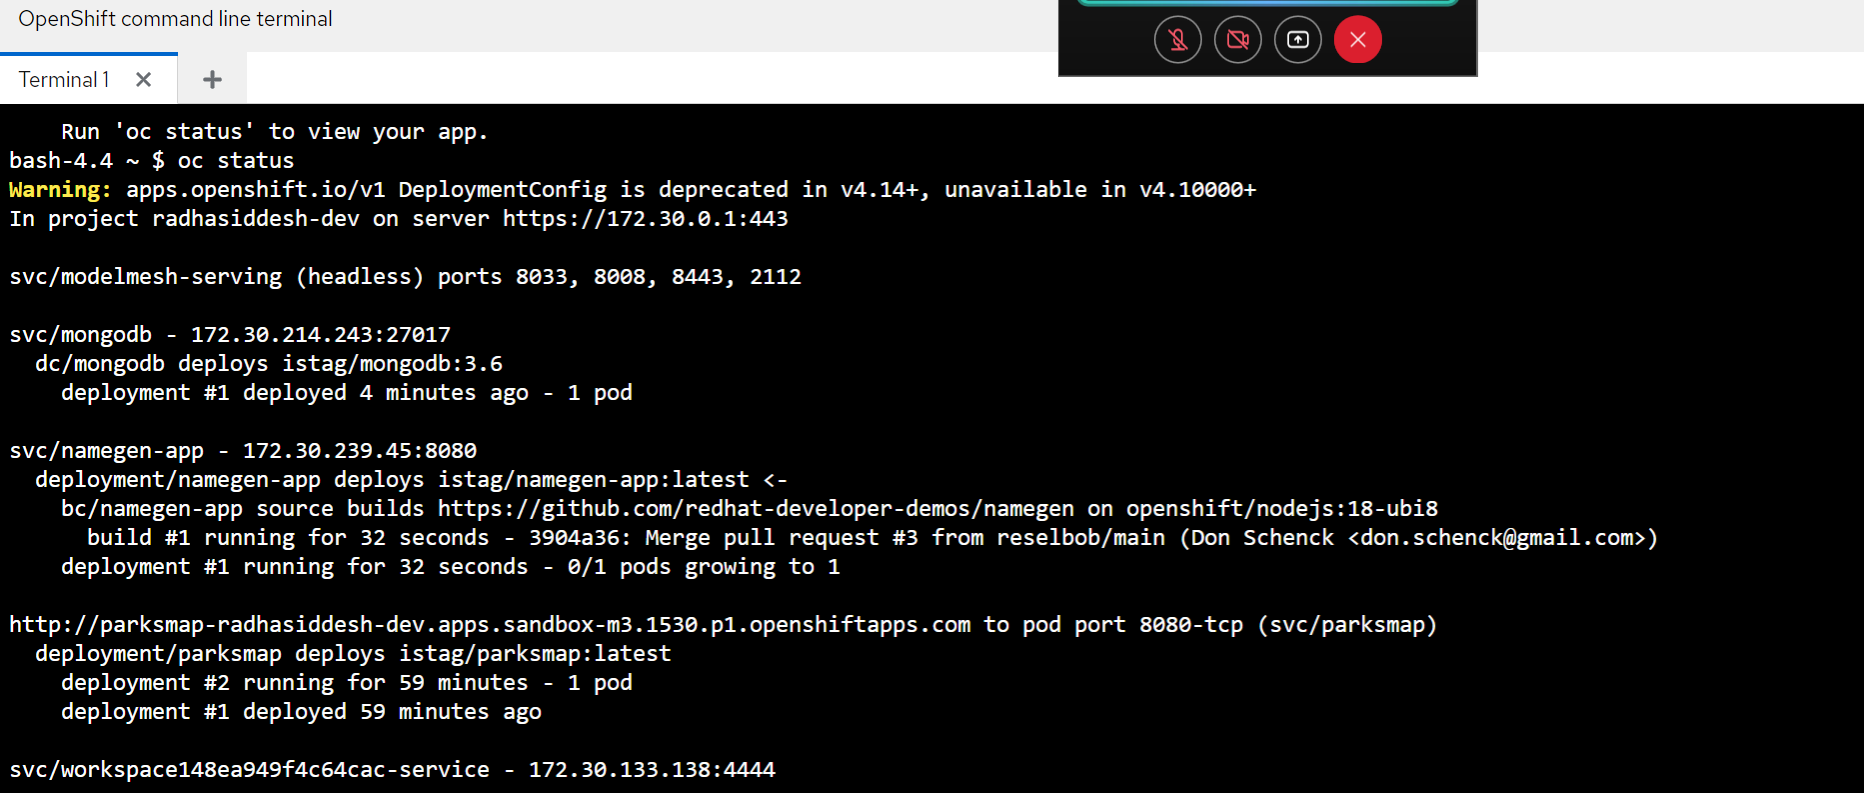 OpenShift command line terminal
Terminal 1
Run 'oc status' to view your app.
bash-4.4 ~ $ oc status
Warning: apps.openshift.io/v1 DeploymentConfig is deprecated in v4.14+, unavailable in v4.10000+
In project radhasiddesh-dev on server https://172.30.0.1:443
svc/modelmesh-serving (headless) ports 8033, 8008, 8443, 2112
svc/mongodb - 172.30.214.243:27017
dc/mongodb deploys istag/mongodb:3.6
deployment #1 deployed 4 minutes ago - 1 pod
svc/namegen-app - 172.30.239.45:8080
deployment/namegen-app deploys istag/namegen-app:latest <-
bc/namegen-app source builds https://github.com/redhat-developer-demos/namegen on openshift/nodejs:18-ubi8
build #1 running for 32 seconds - 3904a36: Merge pull request #3 from reselbob/main (Don Schenck <don.schenck@gmail.com>)
deployment #1 running for 32 seconds - 0/1 pods growing to 1
http://parksmap-radhasiddesh-dev.apps.sandbox-m3.1530.p1.openshiftapps.com to pod port 8080-tcp (svc/parksmap)
deployment/parksmap deploys istag/parksmap:latest
deployment #2 running for 59 minutes - 1 pod
deployment #1 deployed 59 minutes ago
svc/workspace148ea949f4c64cac-service - 172.30.133.138:4444